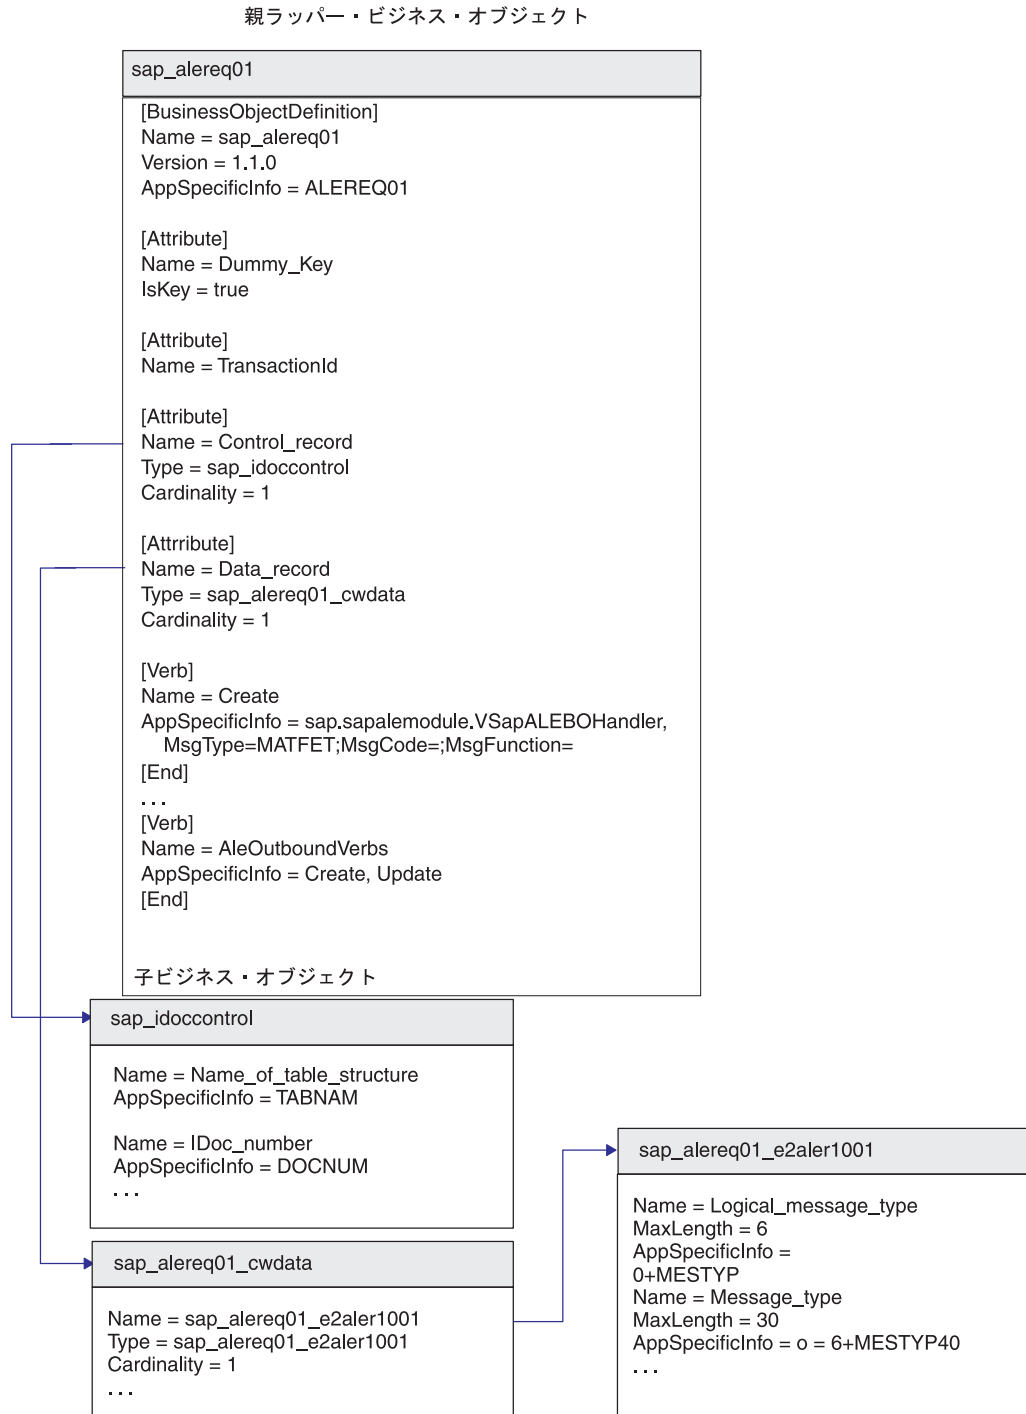 親ラッパー・ビジネス・オブジェクト
sap_alereq01
[BusinessObjectDefinition]
Name = sap_alereq01
Version = 1.1.0
AppSpecificInfo = ALEREQ01
[Attribute]
Name = Dummy_Key
IsKey = true
[Attribute]
Name = TransactionId
[Attribute]
Name = Control_record
Type = sap_idoccontrol
Cardinality = 1
[Attrribute]
Name = Data_record
Type = sap_alereq01_cwdata
Cardinality = 1
[Verb]
Name = Create
AppSpecificInfo = sap.sapalemodule.VSapALEBOHandler,
MsgType=MATFET;MsgCode=;MsgFunction=
[End]
...
[Verb]
Name = AleOutboundVerbs
AppSpecificInfo = Create, Update
[End]
子ビジネス・オブジェクト
sap_idoccontrol
Name = Name_of_table_structure
AppSpecificInfo = TABNAM
Name = IDoc_number
AppSpecificInfo = DOCNUM
...
sap_alereq01_cwdata
Name = sap_alereq01_e2aler1001
Type = sap_alereq01_e2aler1001
Cardinality = 1
...
sap_alereq01_e2aler1001
Name = Logical_message_type
MaxLength = 6
AppSpecificInfo =
0+MESTYP
Name = Message_type
MaxLength = 30
AppSpecificInfo = o = 6+MESTYP40
...